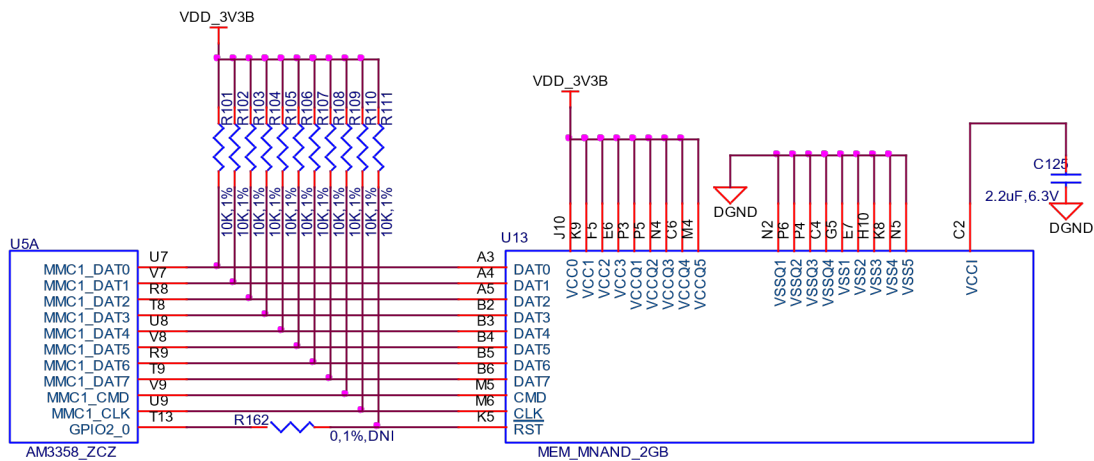 VDD_3V3B
R101
R102
R103
R104
R105
R106
R107
R108
R109
R110
R111
10K,1%
10K,1%
10K,1%
10K,1%
10K,1%
10K,1%
10K,1%
10K,1%
10K,1%
10K,1%
10K,1%
VDD_3V3B
DGND
C125
2.2uF,6.3V
DGND
J10
K9
F5
E6
P3
P5
N4
C6
M4
N2
P6
P4
C4
G5
E7
H10
K8
N5
C2
VCC0
VCC1
VCC2
VCC3
VCCQ1
VCCQ2
VCCQ3
VCCQ4
VCCQ5
VSSQ1
VSSQ2
VSSQ3
VSSQ4
VSS1
VSS2
VSS3
VSS4
VSS5
VCCI
U5A
U13
MMC1_DAT0 U7 A3 DAT0
MMC1_DAT1 V7 A4 DAT1
MMC1_DAT2 R8 A5 DAT2
MMC1_DAT3 T8 B2 DAT3
MMC1_DAT4 U8 B3 DAT4
MMC1_DAT5 V8 B4 DAT5
MMC1_DAT6 R9 B5 DAT6
MMC1_DAT7 T9 B6 DAT7
MMC1_CMD V9 M5 CMD
MMC1_CLK U9 M6 CLK
GPIO2_0 T13 K5 RST
R162
0,1%,DNI
AM3358_ZCZ
MEM_MNAND_2GB